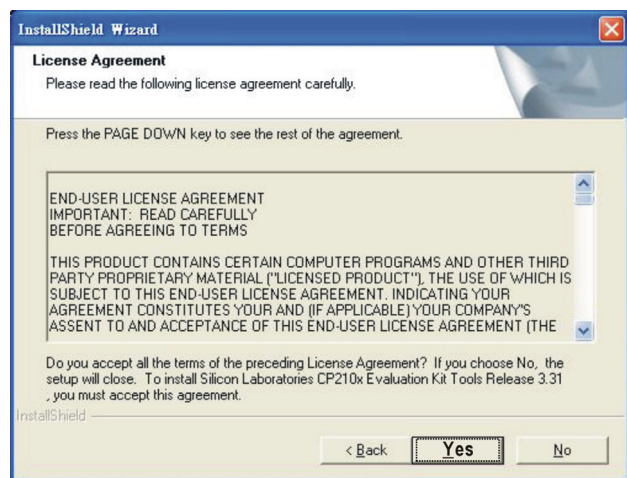 InstallShield Wizard
License Agreement
Please read the following license agreement carefully.
Press the PAGE DOWN key to see the rest of the agreement.
END-USER LICENSE AGREEMENT
IMPORTANT: READ CAREFULLY
BEFORE AGREEING TO TERMS
THIS PRODUCT CONTAINS CERTAIN COMPUTER PROGRAMS AND OTHER THIRD
PARTY PROPRIETARY MATERIAL ("LICENSED PRODUCT"), THE USE OF WHICH IS
SUBJECT TO THIS END-USER LICENSE AGREEMENT. INDICATING YOUR
AGREEMENT CONSTITUTES YOUR AND (IF APPLICABLE) YOUR COMPANY'S
ASSENT TO AND ACCEPTANCE OF THIS END-USER LICENSE AGREEMENT (THE
Do you accept all the terms of the preceding License Agreement? If you choose No, the
setup will close. To install Silicon Laboratories CP210x Evaluation Kit Tools Release 3.31
, you must accept this agreement.
InstallShield
< Back
Yes
No